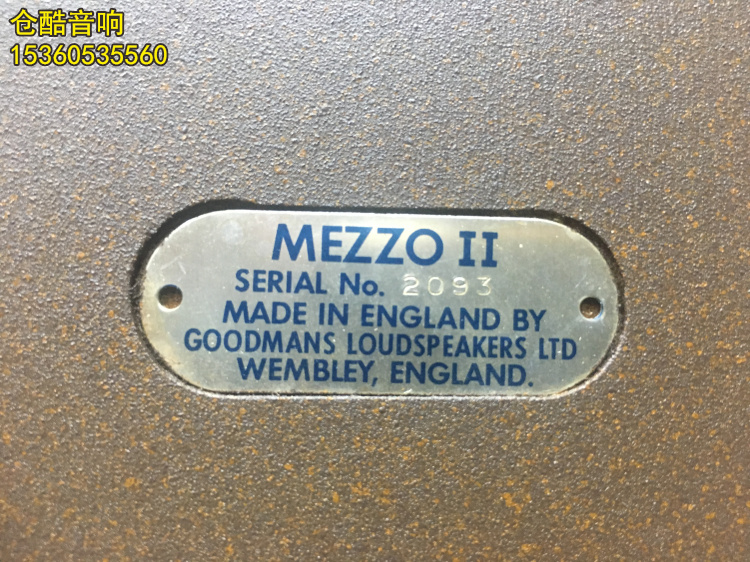 仓酷音响
15360535560
MEZZO II
SERIAL No. 2093
MADE IN ENGLAND BY
GOODMANS LOUDSPEAKERS LTD
WEMBLEY, ENGLAND.